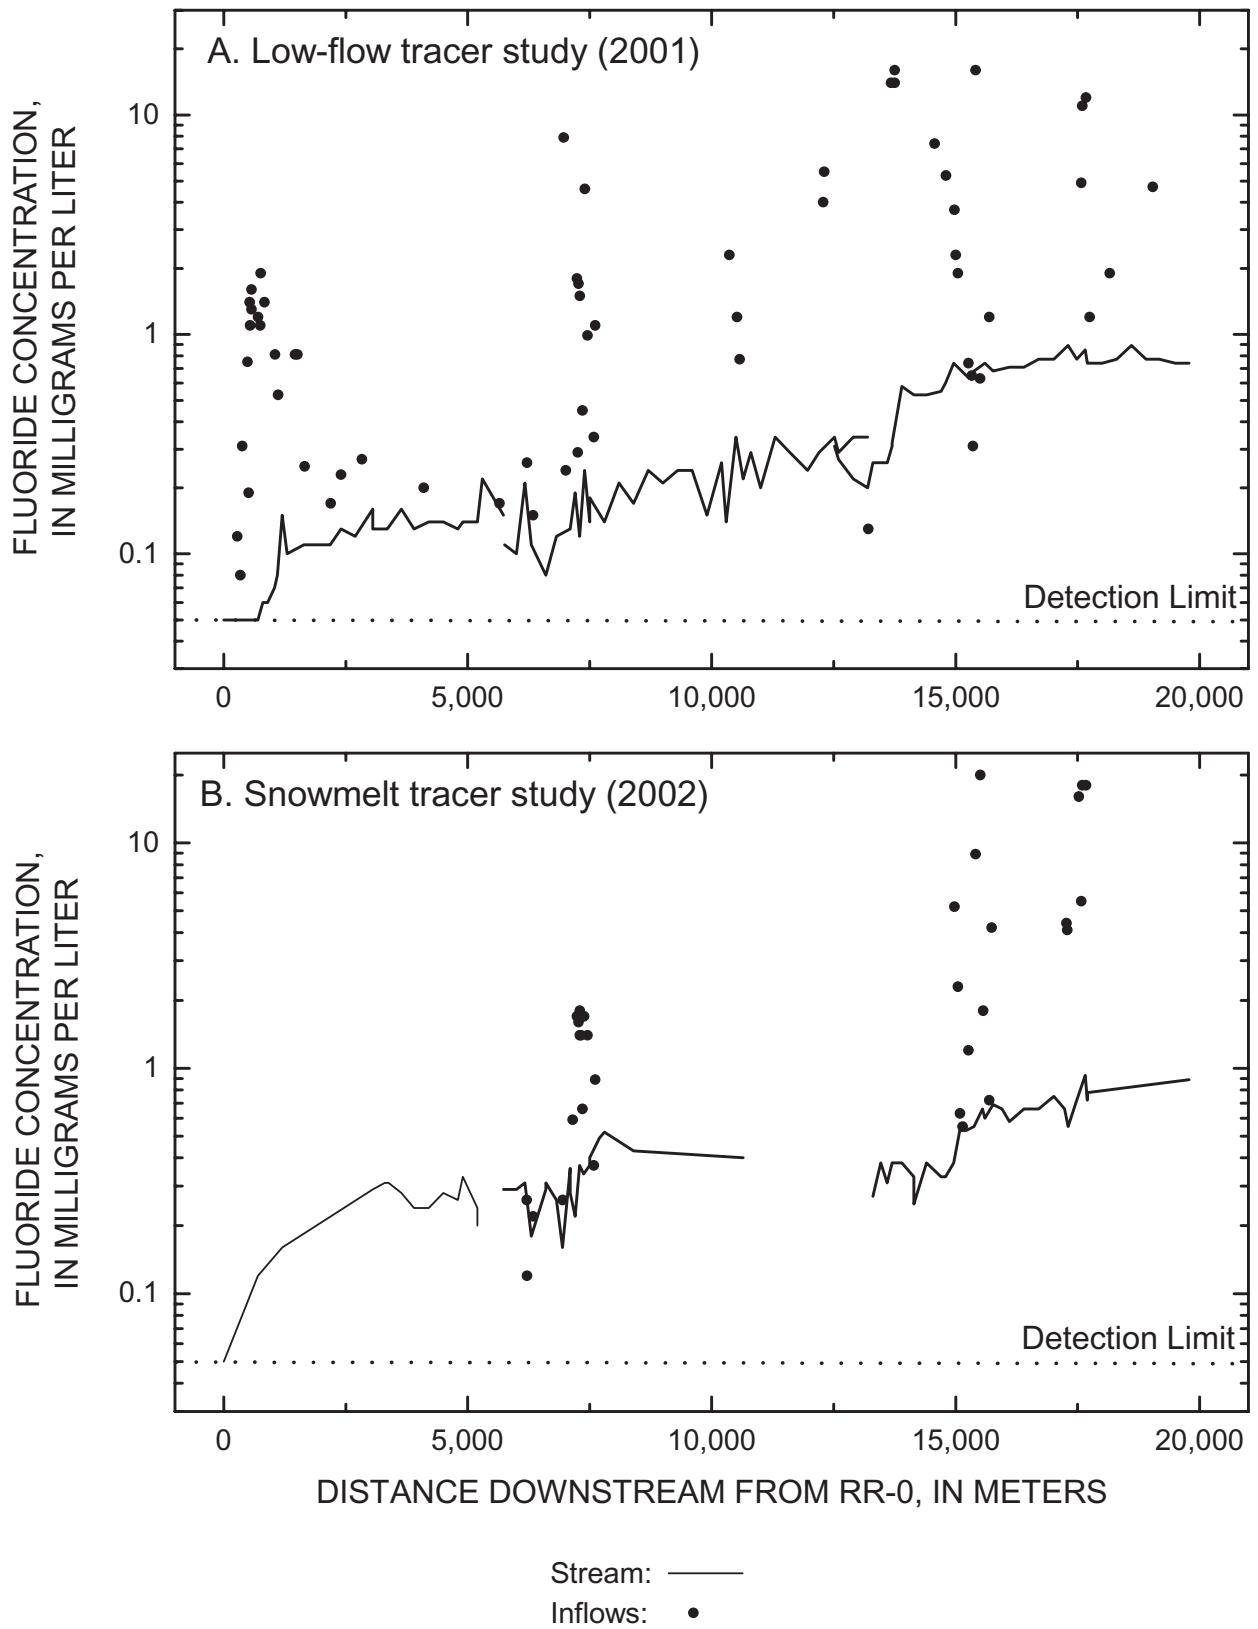 A. Low-flow tracer study (2001)
FLUORIDE CONCENTRATION,
IN MILLIGRAMS PER LITER
10
1
0.1
Detection Limit
0 5,000 10,000 15,000 20,000
B. Snowmelt tracer study (2002)
FLUORIDE CONCENTRATION,
IN MILLIGRAMS PER LITER
10
1
0.1
Detection Limit
0 5,000 10,000 15,000 20,000
DISTANCE DOWNSTREAM FROM RR-0, IN METERS
Stream:
Inflows: